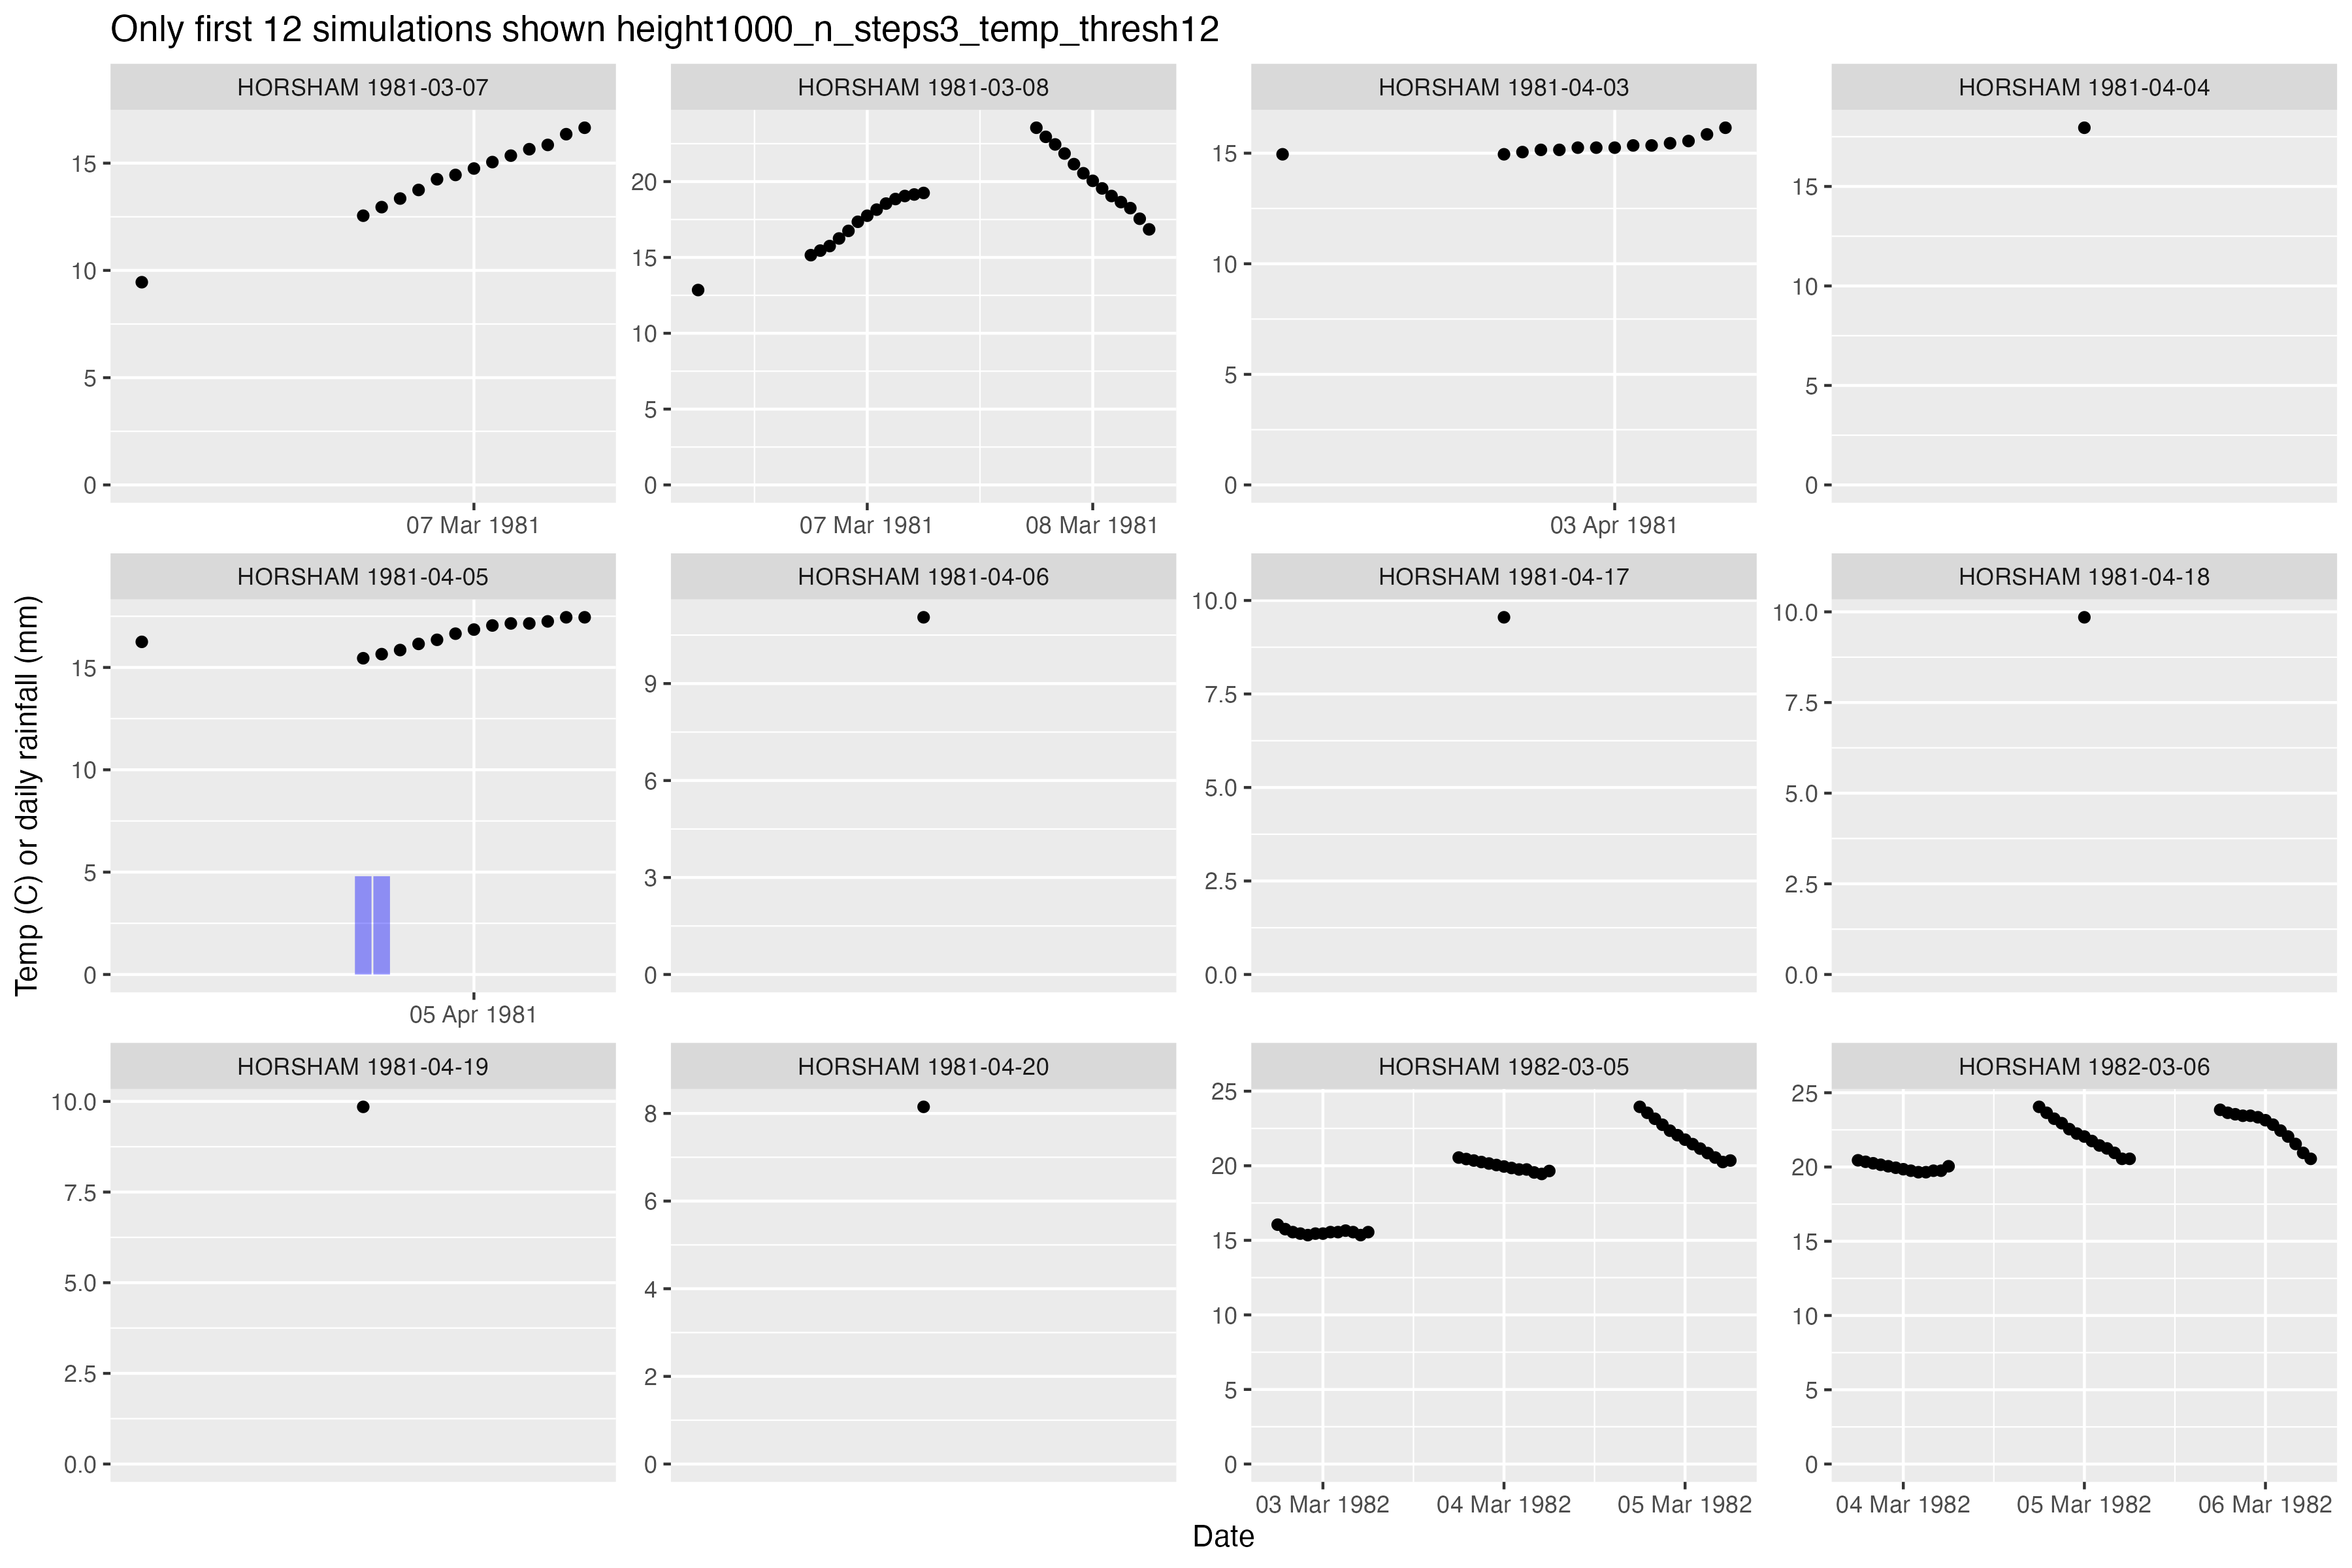 Only first 12 simulations shown height1000_n_steps3_temp_thresh12
HORSHAM 1981-03-07
HORSHAM 1981-03-08
HORSHAM 1981-04-03
HORSHAM 1981-04-04
15
10
5
0
20
15
10
5
0
15
10
5
0
15
10
5
0
07 Mar 1981
07 Mar 1981
08 Mar 1981
03 Apr 1981
HORSHAM 1981-04-05
HORSHAM 1981-04-06
HORSHAM 1981-04-17
HORSHAM 1981-04-18
15
10
5
0
9
6
3
0
10.0
7.5
5.0
2.5
0.0
10.0
7.5
5.0
2.5
0.0
05 Apr 1981
HORSHAM 1981-04-19
HORSHAM 1981-04-20
HORSHAM 1982-03-05
HORSHAM 1982-03-06
10.0
7.5
5.0
2.5
0.0
8
6
4
2
0
25
20
15
10
5
0
25
20
15
10
5
0
03 Mar 1982
04 Mar 1982
05 Mar 1982
04 Mar 1982
05 Mar 1982
06 Mar 1982
Date
Temp (C) or daily rainfall (mm)